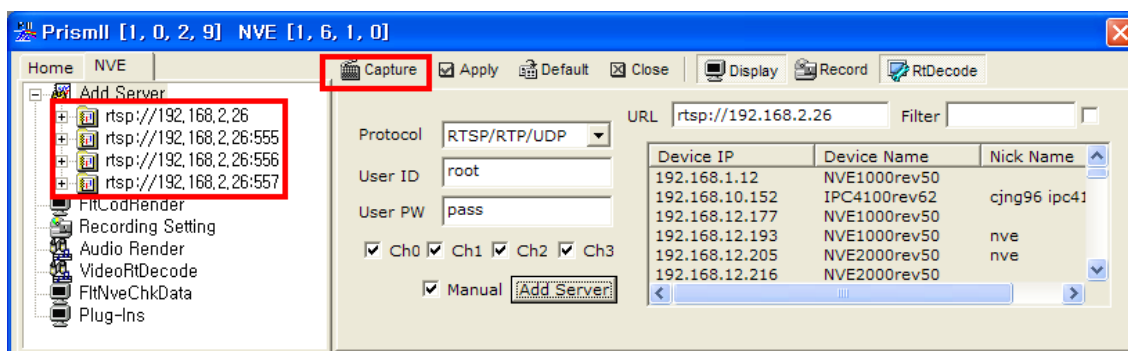 PrismII [1, 0, 2, 9] NVE [1, 6, 1, 0]
Home NVE
Capture Apply Default Close Display Record RtDecode
Add Server
rtsp://192,168,2,26
rtsp://192,168,2,26:555
rtsp://192,168,2,26:556
rtsp://192,168,2,26:557
FltCodRender
Recording Setting
Audio Render
VideoRtDecode
FltNveChkData
Plug-Ins
URL rtsp://192.168.2.26 Filter
Protocol RTSP/RTP/UDP
User ID root
User PW pass
Ch0 Ch1 Ch2 Ch3
Manual Add Server
Device IP Device Name Nick Name
192.168.1.12 NVE1000rev50
192.168.10.152 IPC4100rev62 cjng96 ipc41
192.168.12.177 NVE1000rev50
192.168.12.193 NVE1000rev50 nve
192.168.12.205 NVE2000rev50 nve
192.168.12.216 NVE2000rev50